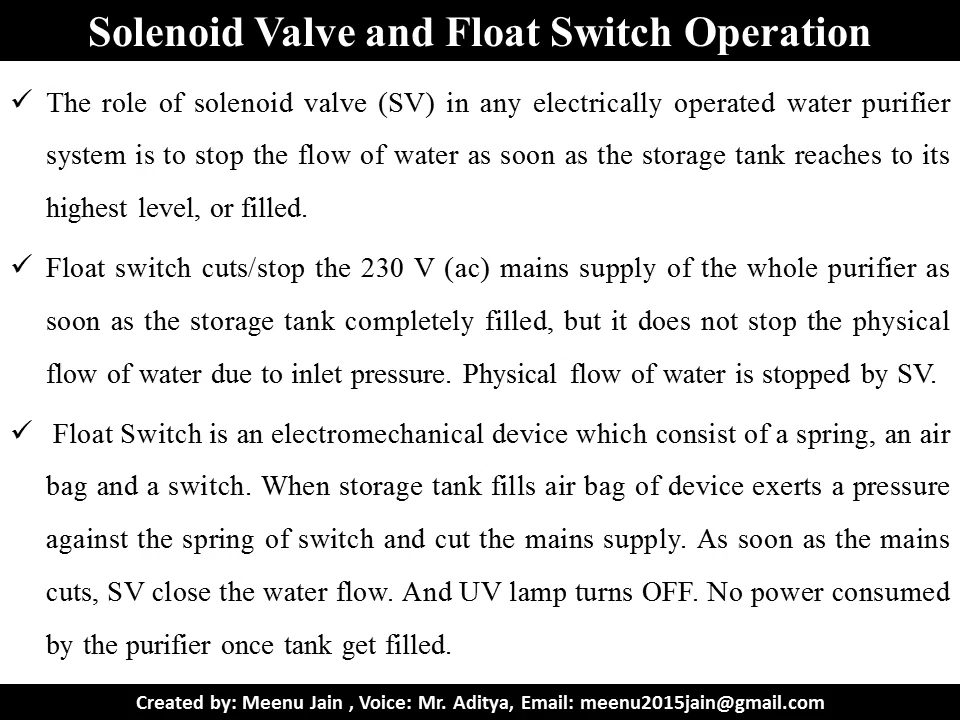 Solenoid Valve and Float Switch Operation
✓ The role of solenoid valve (SV) in any electrically operated water purifier
system is to stop the flow of water as soon as the storage tank reaches to its
highest level, or filled.
✓ Float switch cuts/stop the 230 V (ac) mains supply of the whole purifier as
soon as the storage tank completely filled, but it does not stop the physical
flow of water due to inlet pressure. Physical flow of water is stopped by SV.
✓ Float Switch is an electromechanical device which consist of a spring, an air
bag and a switch. When storage tank fills air bag of device exerts a pressure
against the spring of switch and cut the mains supply. As soon as the mains
cuts, SV close the water flow. And UV lamp turns OFF. No power consumed
by the purifier once tank get filled.
Created by: Meenu Jain , Voice: Mr. Aditya, Email: meenu2015jain@gmail.com